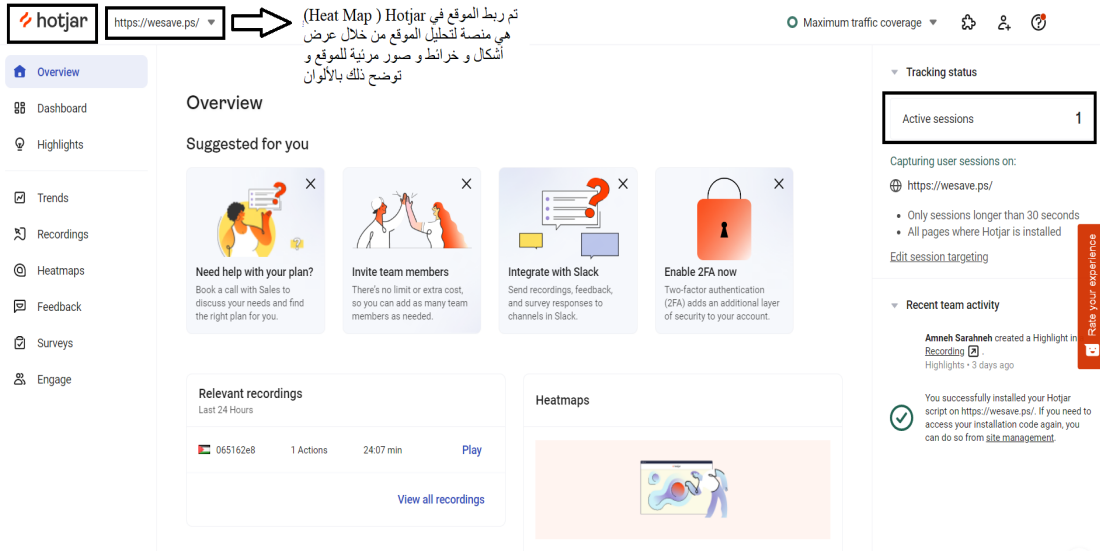 hotjar
https://wesave.ps/
تم ربط الموقع في Hotjar ( Heat Map)
هي منصة لتحليل الموقع من خلال عرض
أشكال و خرائط و صور مرئية للموقع و
توضح ذلك بالألوان
Maximum traffic coverage
Overview
Dashboard
Highlights
Trends
Recordings
Heatmaps
Feedback
Surveys
Engage
Overview
Suggested for you
Need help with your plan?
Book a call with Sales to
discuss your needs and find
the right plan for you.
Invite team members
There's no limit or extra cost,
so you can add as many team
members as needed.
Integrate with Slack
Send recordings, feedback,
and survey responses to
channels in Slack.
Enable 2FA now
Two-factor authentication
(2FA) adds an additional layer
of security to your account.
Relevant recordings
Last 24 Hours
065162e8 1 Actions 24:07 min Play
View all recordings
Heatmaps
Tracking status
Active sessions 1
Capturing user sessions on:
https://wesave.ps/
• Only sessions longer than 30 seconds
• All pages where Hotjar is installed
Edit session targeting
Recent team activity
Amneh Sarahneh created a Highlight in
Recording .
Highlights • 3 days ago
You successfully installed your Hotjar
script on https://wesave.ps/. If you need to
access your installation code again, you
can do so from site management.
Rate your experience